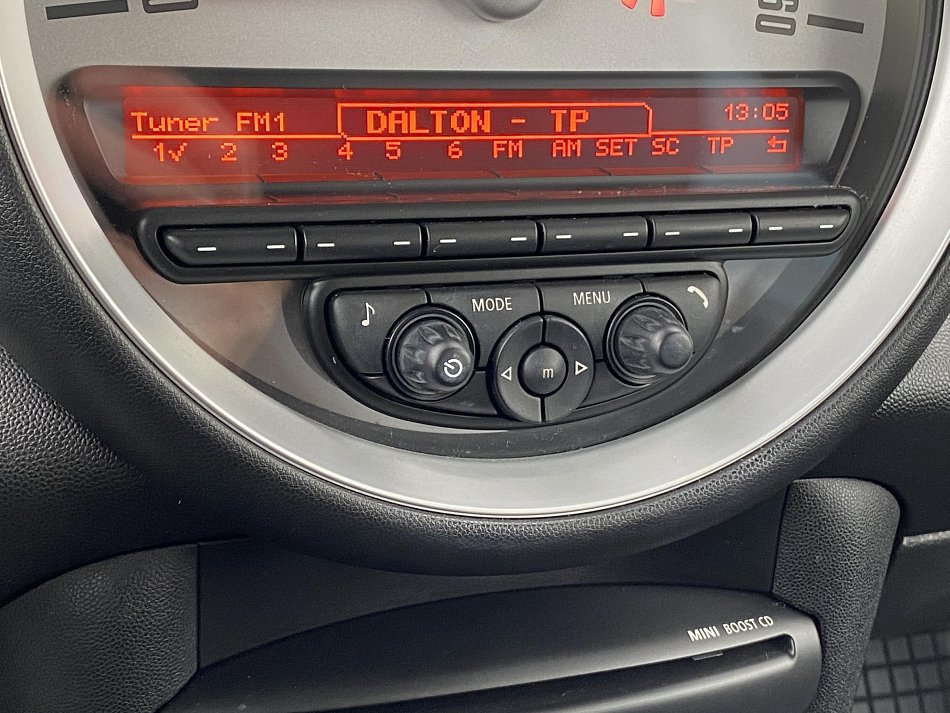 Tuner FM1 DALTON - TP 13:05
1✓ 2 3 4 5 6 FM AM SET SC TP
MODE MENU
m
MINI BOOST CD